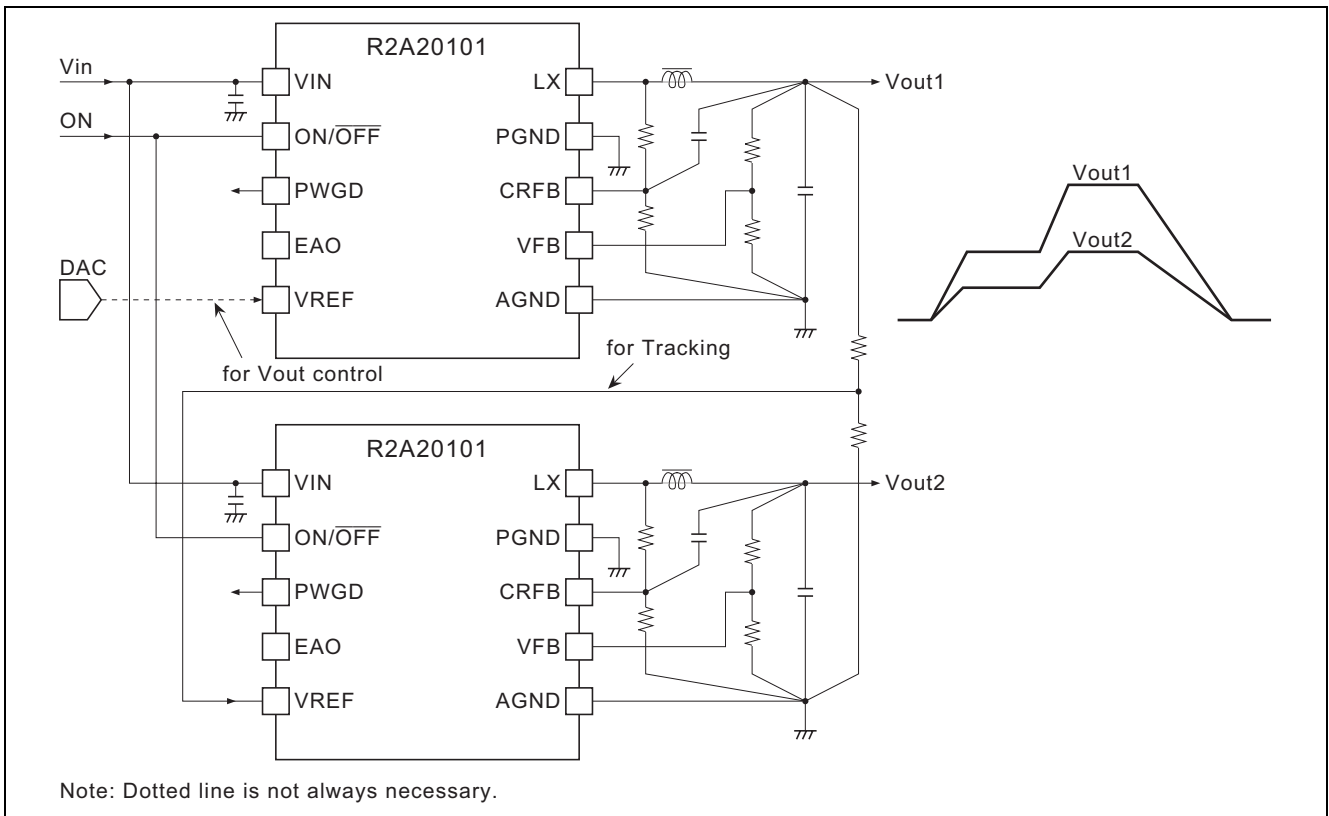 R2A20101
Vin
VIN
LX
Vout1
ON
ON/OFF
PGND
PWGD
CRFB
EAO
VFB
DAC
VREF
AGND
for Vout control
for Tracking
Vout1
Vout2
R2A20101
VIN
LX
Vout2
ON/OFF
PGND
PWGD
CRFB
EAO
VFB
VREF
AGND
Note: Dotted line is not always necessary.